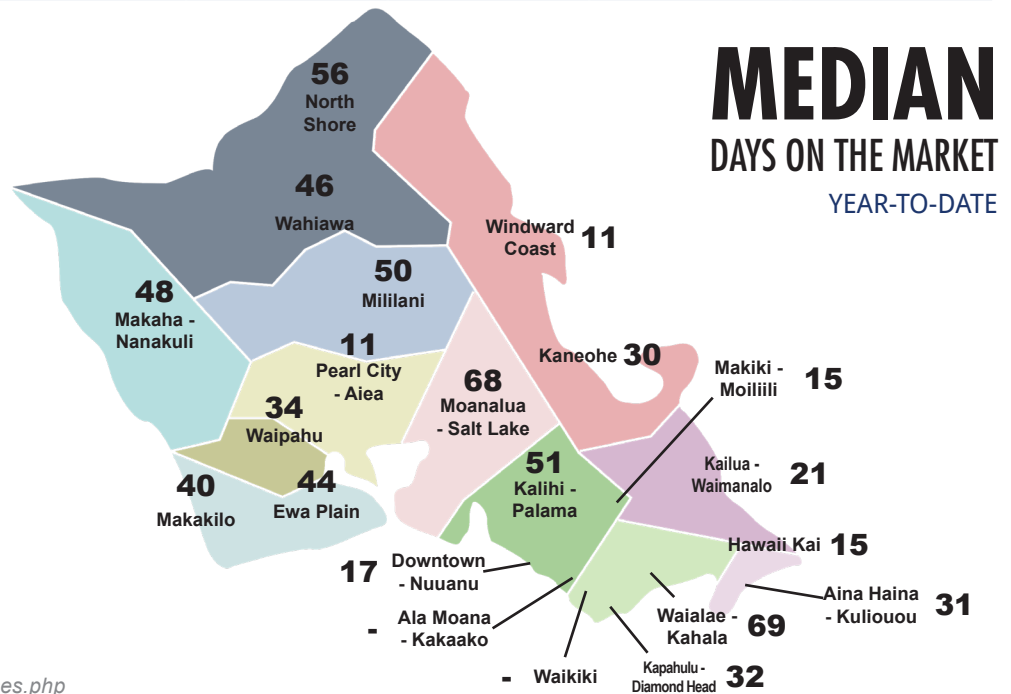 MEDIAN
DAYS ON THE MARKET
YEAR-TO-DATE
56
North
Shore
46
Wahiawa
Windward
Coast 11
50
Mililani
48
Makaha -
Nanakuli
11
Pearl City
- Aiea
Kaneohe 30
Makiki -
Moiliili 15
68
Moanalua
- Salt Lake
34
Waipahu
51
Kalihi -
Palama
Kailua -
Waimanalo 21
40
Makakilo
44
Ewa Plain
Hawaii Kai 15
17 Downtown
- Nuuanu
Aina Haina
- Kuliouou 31
- Ala Moana
- Kakaako
Waialae -
Kahala 69
- Waikiki
Kapahulu -
Diamond Head 32
es.php